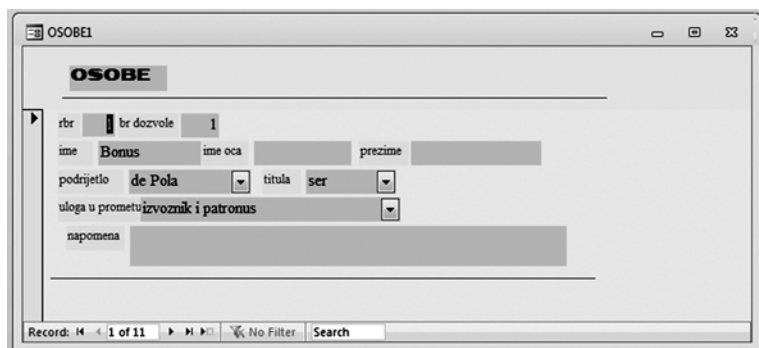 OSOBE1
OSOBE
rbr 1 br dozvole 1
ime Bonus ime oca prezime
podrijetlo de Pola titula ser
uloga u prometu izvoznik i patronus
napomena
Record: 1 of 11 No Filter Search